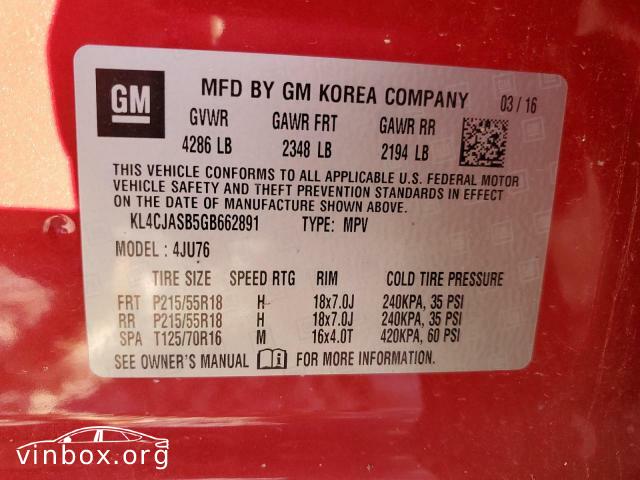 GM
MFD BY GM KOREA COMPANY 03 / 16
GVWR GAWR FRT GAWR RR
4286 LB 2348 LB 2194 LB
THIS VEHICLE CONFORMS TO ALL APPLICABLE U.S. FEDERAL MOTOR
VEHICLE SAFETY AND THEFT PREVENTION STANDARDS IN EFFECT
ON THE DATE OF MANUFACTURE SHOWN ABOVE.
KL4CJASB5GB662891 TYPE: MPV
MODEL : 4JU76
TIRE SIZE SPEED RTG RIM COLD TIRE PRESSURE
FRT P215/55R18 H 18x7.0J 240KPA, 35 PSI
RR P215/55R18 H 18x7.0J 240KPA, 35 PSI
SPA T125/70R16 M 16x4.0T 420KPA, 60 PSI
SEE OWNER'S MANUAL FOR MORE INFORMATION.
vinbox.org